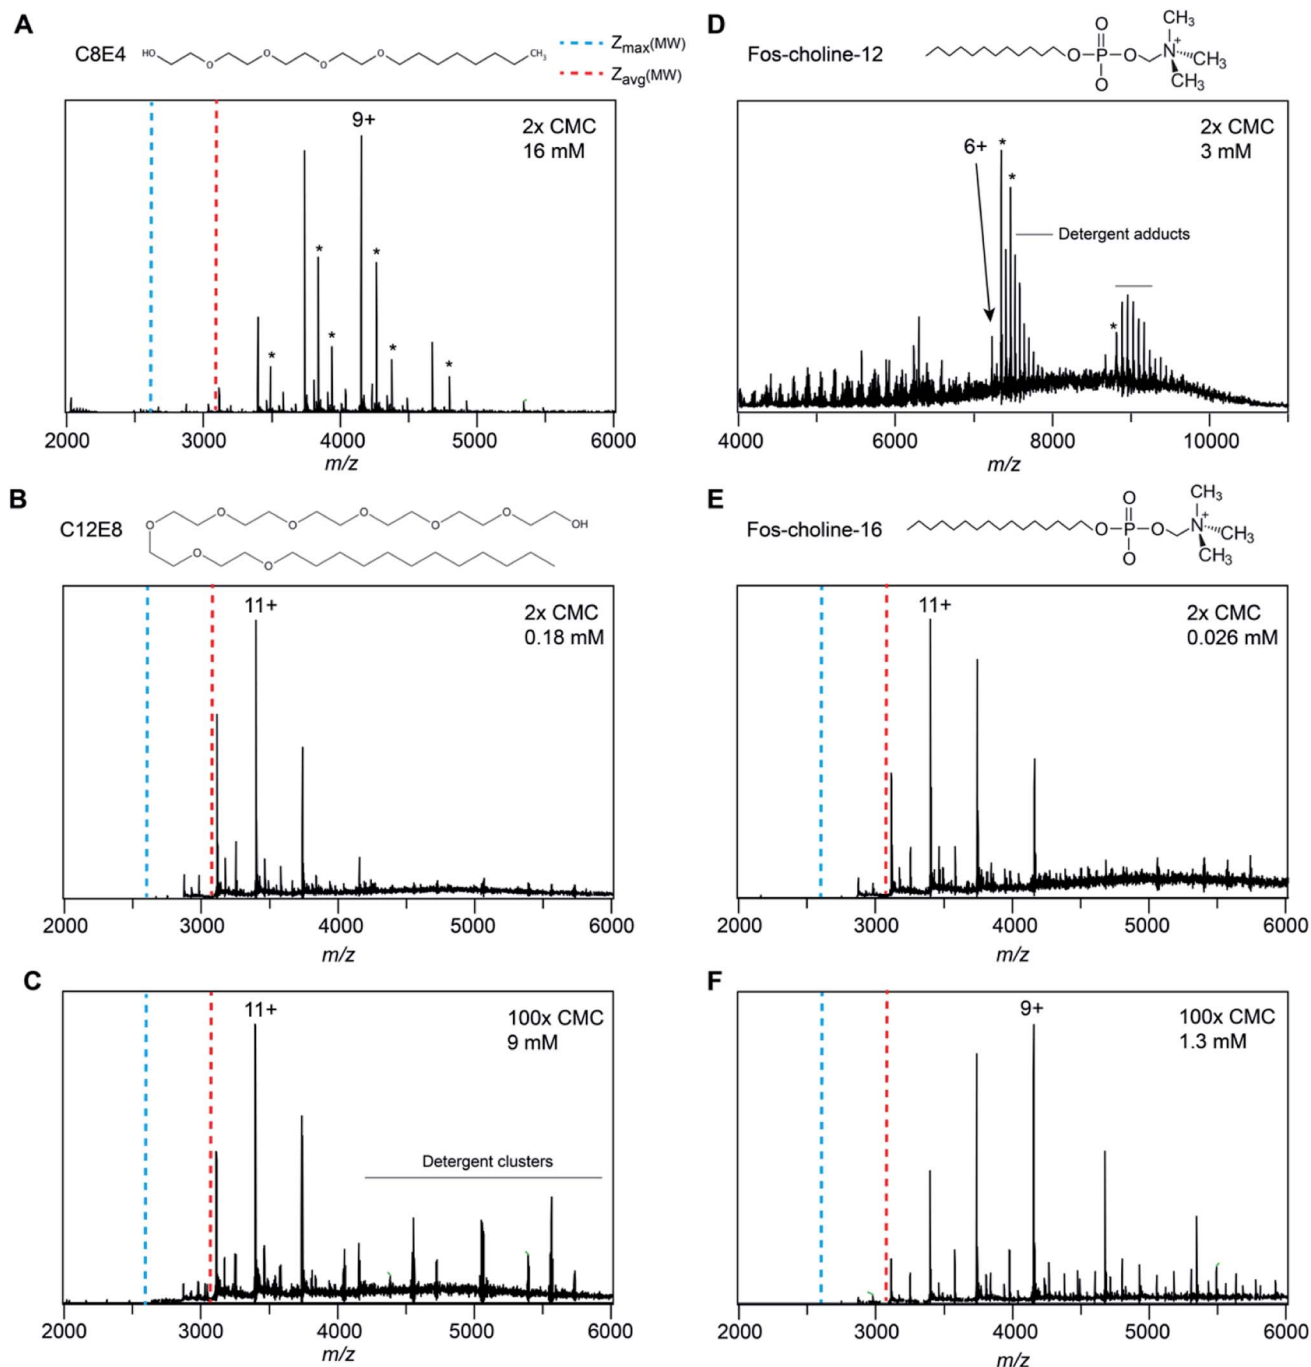 A
C8E4
HO
O
O
O
O
CH₃
Zmax(MW)
Zavg(MW)
9+
2x CMC
16 mM
*
*
*
*
*
*
2000
3000
4000
5000
6000
m/z
B
C12E8
O
O
O
O
O
O
OH
O
O
11+
2x CMC
0.18 mM
2000
3000
4000
5000
6000
m/z
C
11+
100x CMC
9 mM
Detergent clusters
2000
3000
4000
5000
6000
m/z
D
Fos-choline-12
O
O
P
O
O
N+
CH₃
CH₃
CH₃
2x CMC
3 mM
6+
*
*
Detergent adducts
*
4000
6000
8000
10000
m/z
E
Fos-choline-16
O
O
P
O
O
N+
CH₃
CH₃
CH₃
11+
2x CMC
0.026 mM
2000
3000
4000
5000
6000
m/z
F
9+
100x CMC
1.3 mM
2000
3000
4000
5000
6000
m/z